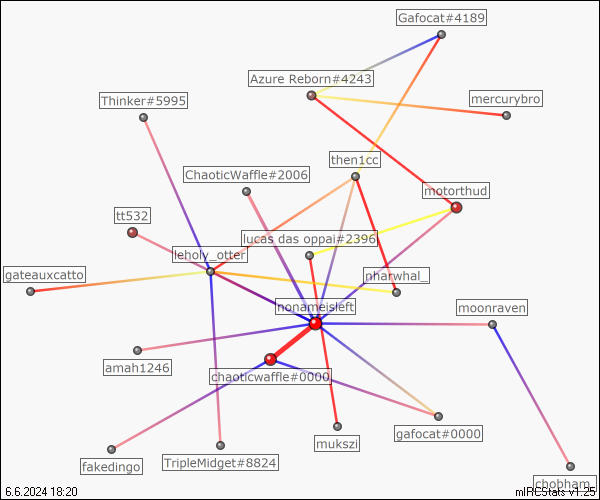 Gafocat#4189
Azure Reborn#4243
mercurybro
Thinker#5995
then1cc
ChaoticWaffle#2006
motorthud
tt532
lucas das oppai#2396
leholy_otter
gateauxcatto
nharwhal_
nonameisleft
moonraven
amah1246
chaoticwaffle#0000
gafocat#0000
mukszi
fakedingo
TripleMidget#8824
chobham_
6.6.2024 18:20
mIRCStats v1.25